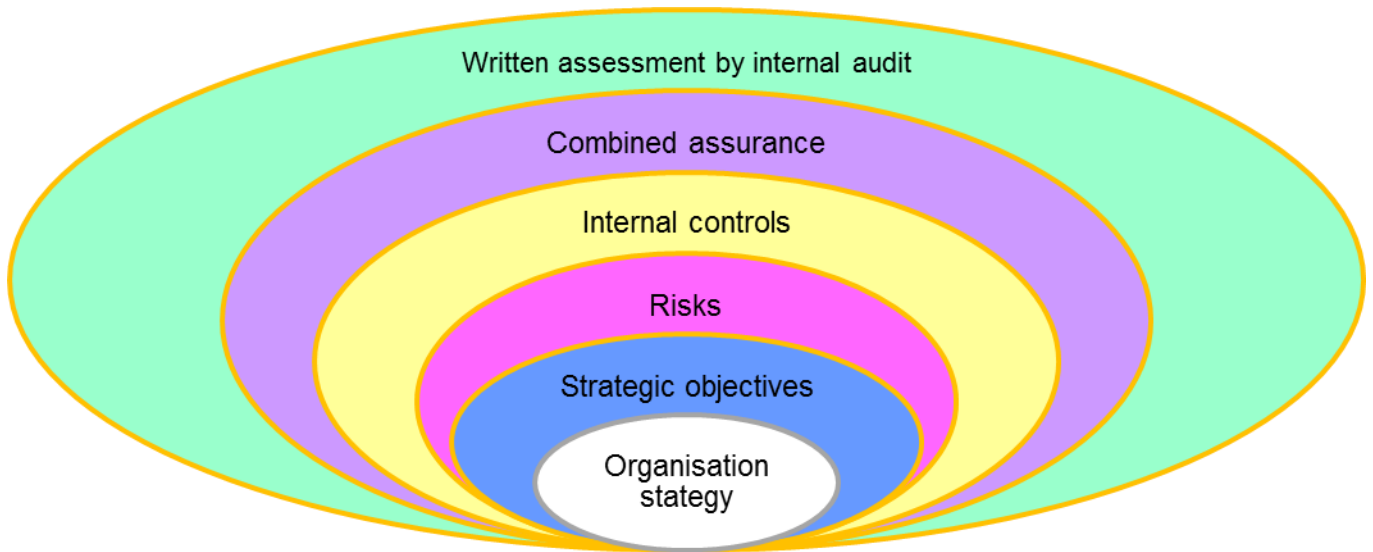 Written assessment by internal audit
Combined assurance
Internal controls
Risks
Strategic objectives
Organisation
stategy